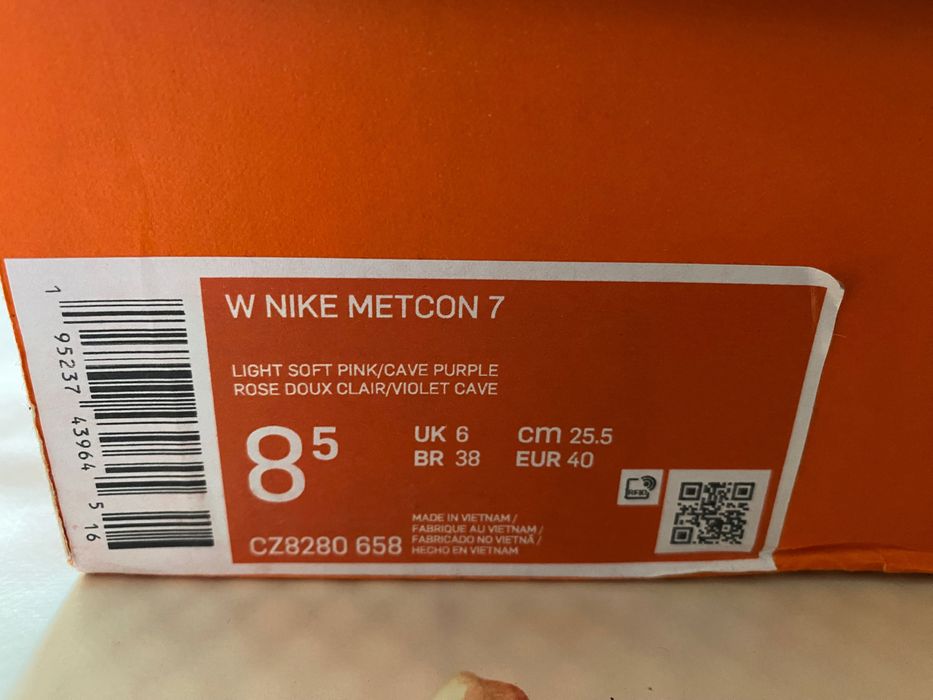 W NIKE METCON 7
LIGHT SOFT PINK/CAVE PURPLE
ROSE DOUX CLAIR/VIOLET CAVE
8⁵
UK 6 cm 25.5
BR 38 EUR 40
CZ8280 658
MADE IN VIETNAM /
FABRIQUE AU VIETNAM /
FABRICADO NO VIETNÃ /
HECHO EN VIETNAM
RFID
1 95237 43964 5 16